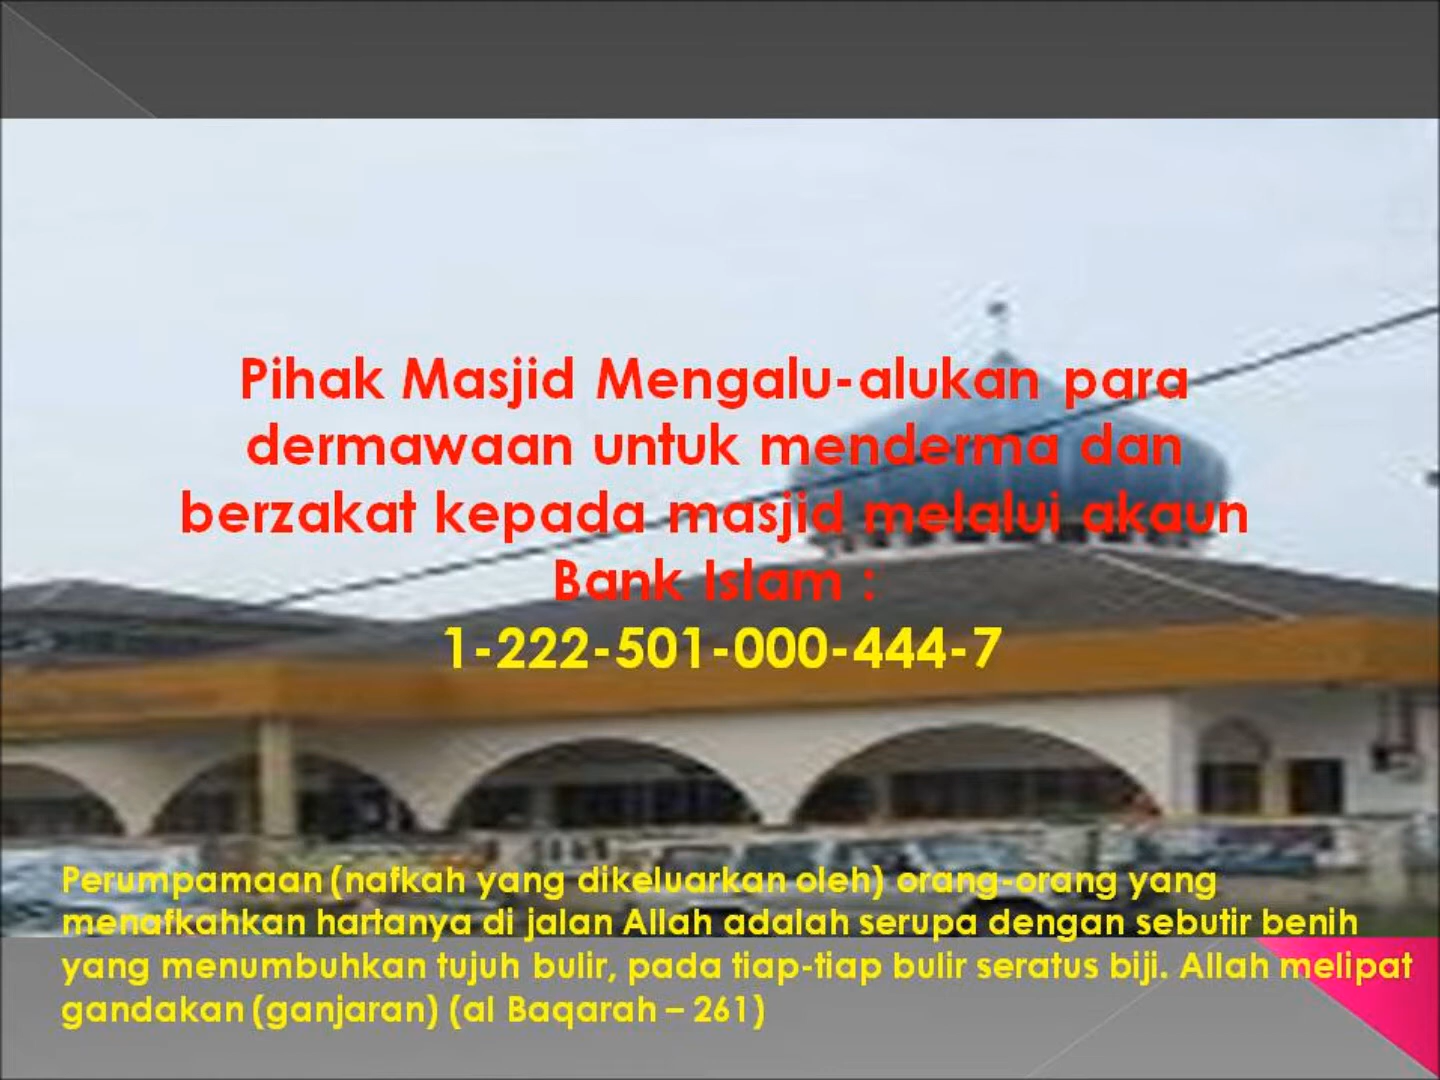 Pihak Masjid Mengalu-alukan para
dermawaan untuk menderma dan
berzakat kepada masjid melalui akaun
Bank Islam :
1-222-501-000-444-7
Perumpamaan (nafkah yang dikeluarkan oleh) orang-orang yang
menafkahkan hartanya di jalan Allah adalah serupa dengan sebutir benih
yang menumbuhkan tujuh bulir, pada tiap-tiap bulir seratus biji. Allah melipat
gandakan (ganjaran) (al Baqarah – 261)